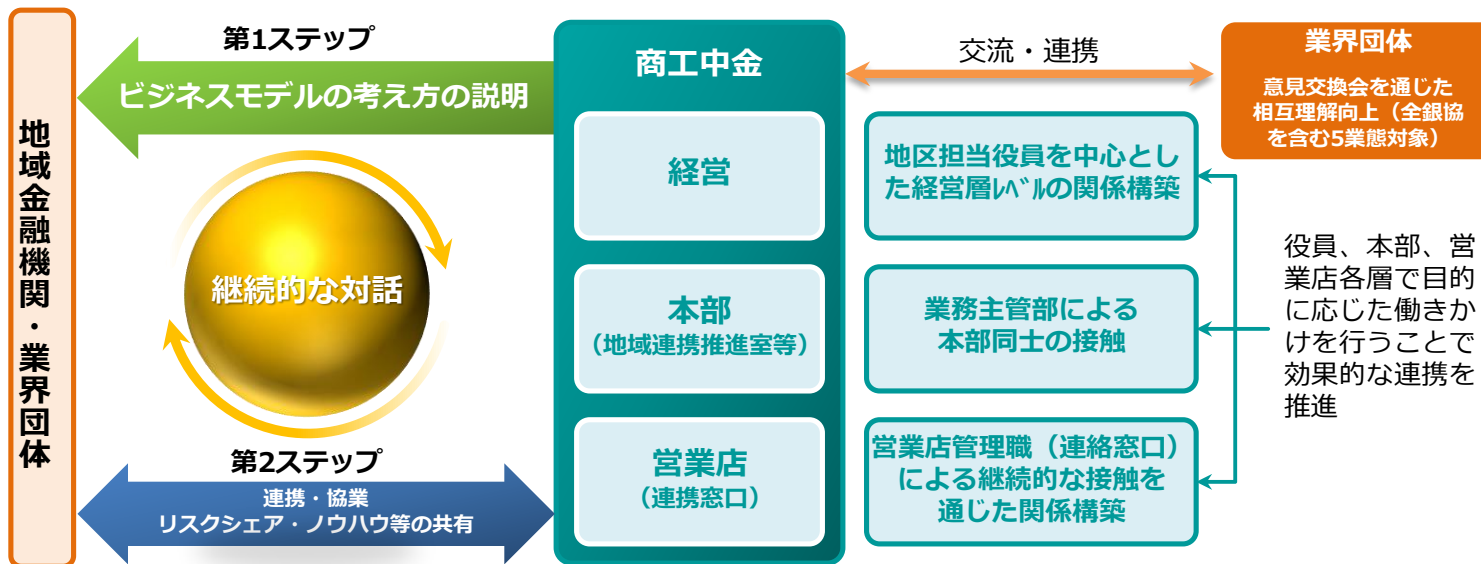 地域金融機関・業界団体
第1ステップ
ビジネスモデルの考え方の説明
継続的な対話
第2ステップ
連携・協業
リスクシェア・ノウハウ等の共有
商工中金
経営
本部
（地域連携推進室等）
営業店
（連携窓口）
交流・連携
業界団体
意見交換会を通じた
相互理解向上（全銀協
を含む5業態対象）
地区担当役員を中心とし
た経営層ﾚﾍﾞﾙの関係構築
業務主管部による
本部同士の接触
営業店管理職（連絡窓口）
による継続的な接触を
通じた関係構築
役員、本部、営
業店各層で目的
に応じた働きか
けを行うことで
効果的な連携を
推進